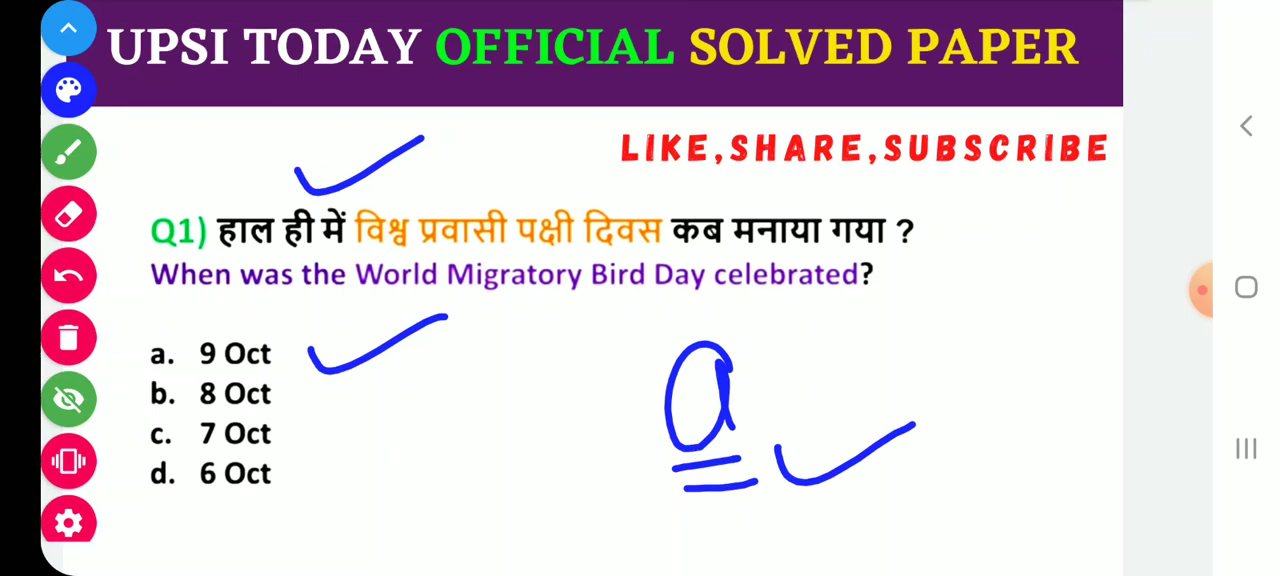 UPSI TODAY OFFICIAL SOLVED PAPER
LIKE,SHARE,SUBSCRIBE
Q1) हाल ही में विश्व प्रवासी पक्षी दिवस कब मनाया गया ?
When was the World Migratory Bird Day celebrated?
a. 9 Oct
b. 8 Oct
c. 7 Oct
d. 6 Oct
a